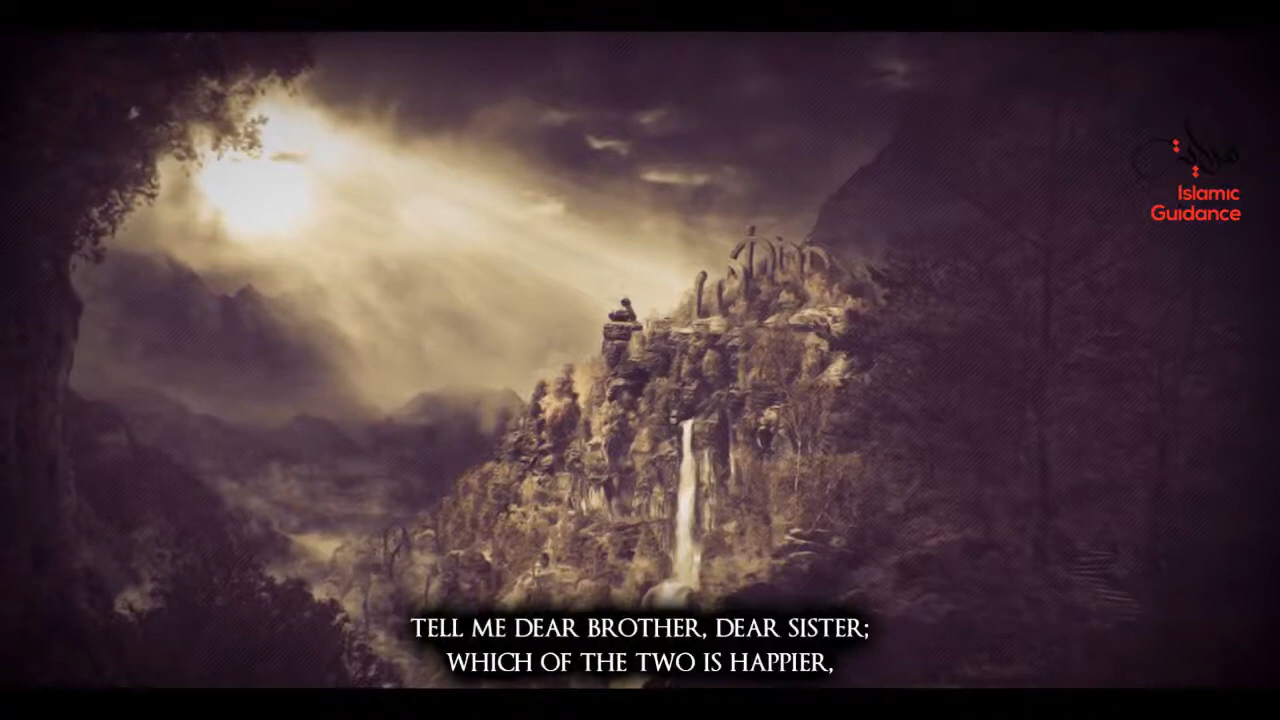 Islamic
Guidance
TELL ME DEAR BROTHER, DEAR SISTER;
WHICH OF THE TWO IS HAPPIER,